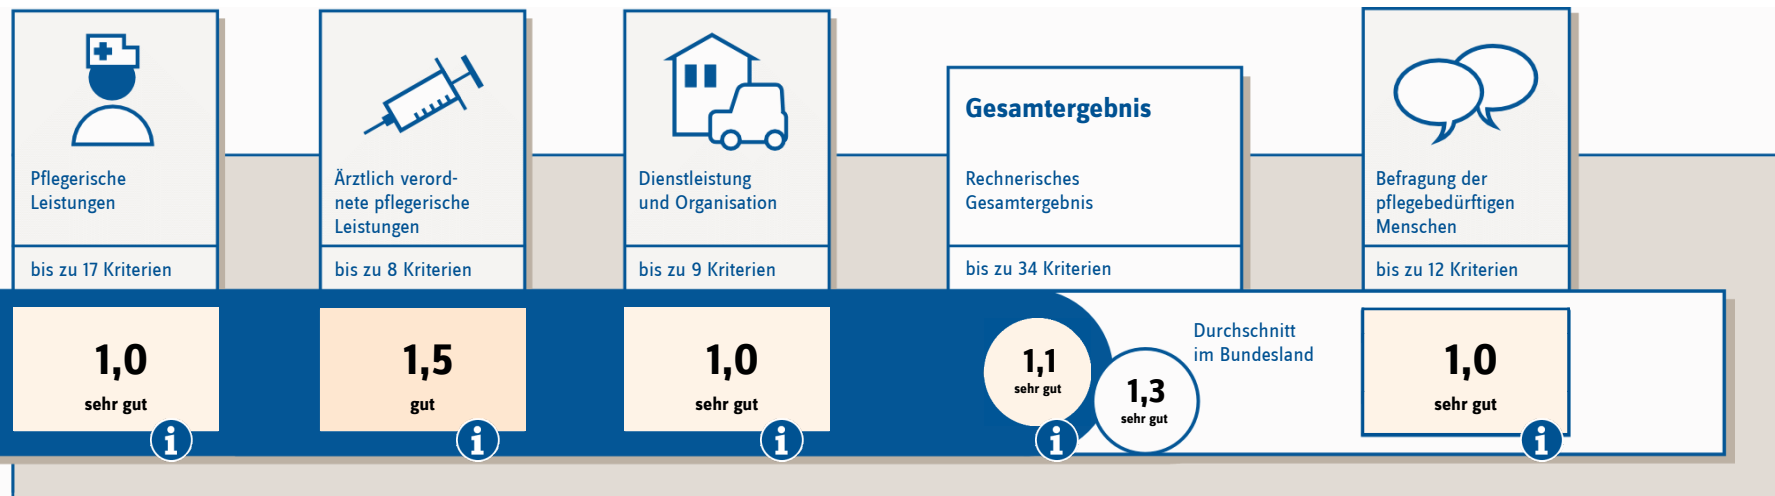 Pflegerische
Leistungen
bis zu 17 Kriterien
1,0
sehr gut
i
Ärztlich verord-
nete pflegerische
Leistungen
bis zu 8 Kriterien
1,5
gut
i
Dienstleistung
und Organisation
bis zu 9 Kriterien
1,0
sehr gut
i
Gesamtergebnis
Rechnerisches
Gesamtergebnis
bis zu 34 Kriterien
1,1
sehr gut
i
1,3
sehr gut
Durchschnitt
im Bundesland
Befragung der
pflegebedürftigen
Menschen
bis zu 12 Kriterien
1,0
sehr gut
i